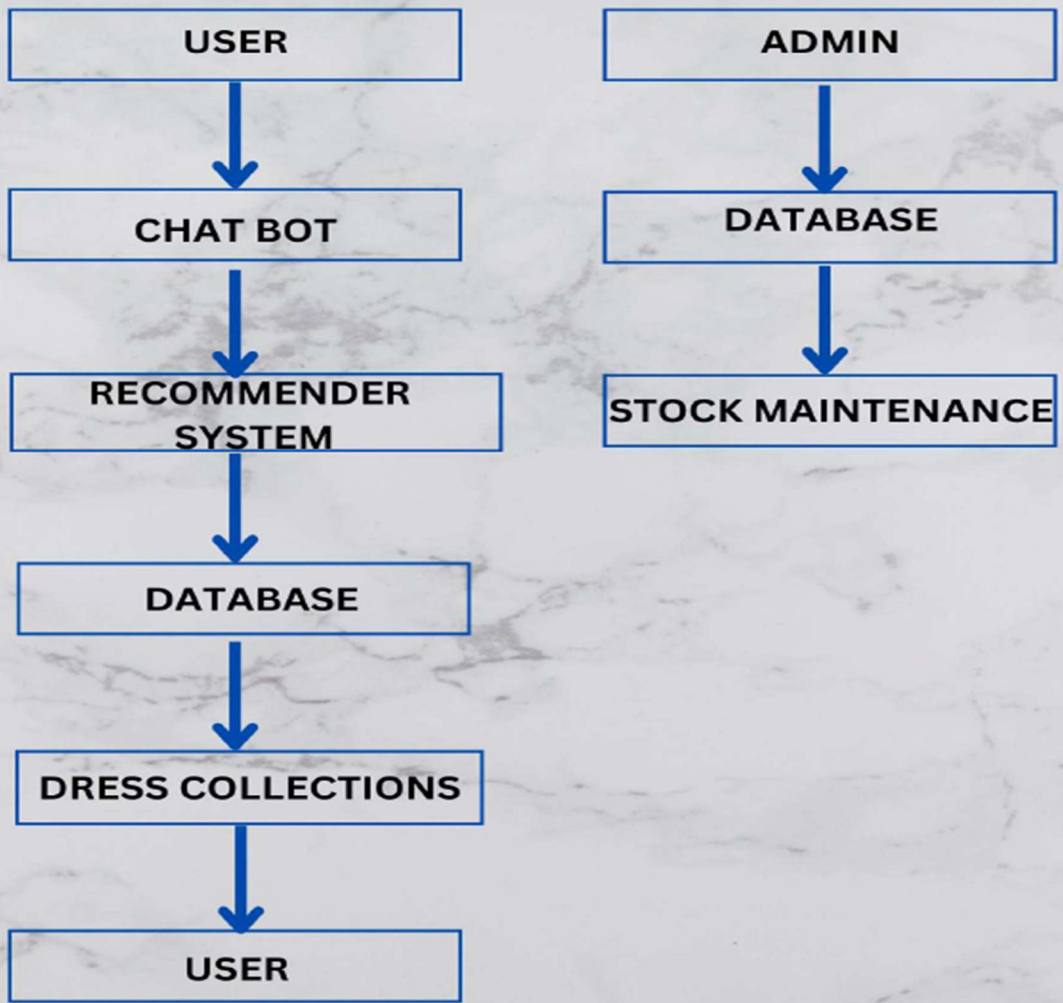 USER
CHAT BOT
RECOMMENDER
SYSTEM
DATABASE
DRESS COLLECTIONS
USER
ADMIN
DATABASE
STOCK MAINTENANCE